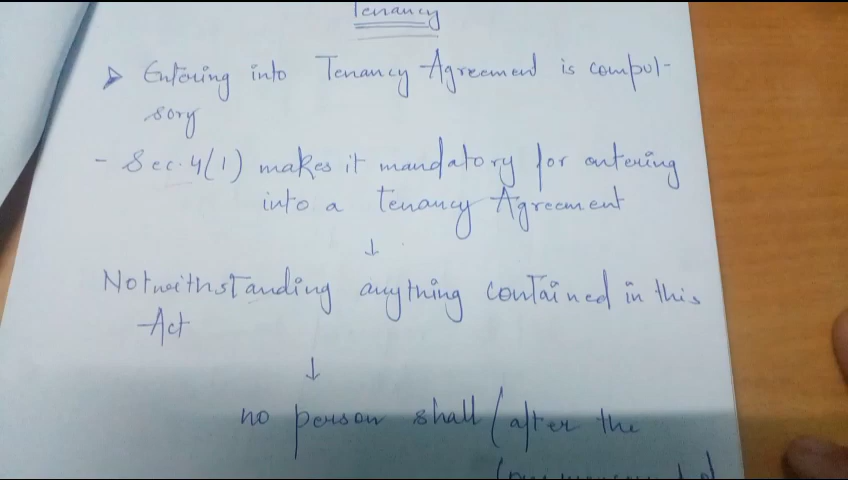 Tenancy
Entering into Tenancy Agreement is compul-
sory
- Sec. 4(1) makes it mandatory for entering
into a Tenancy Agreement
↓
Notwithstanding anything contained in this
Act
↓
no person shall (after the